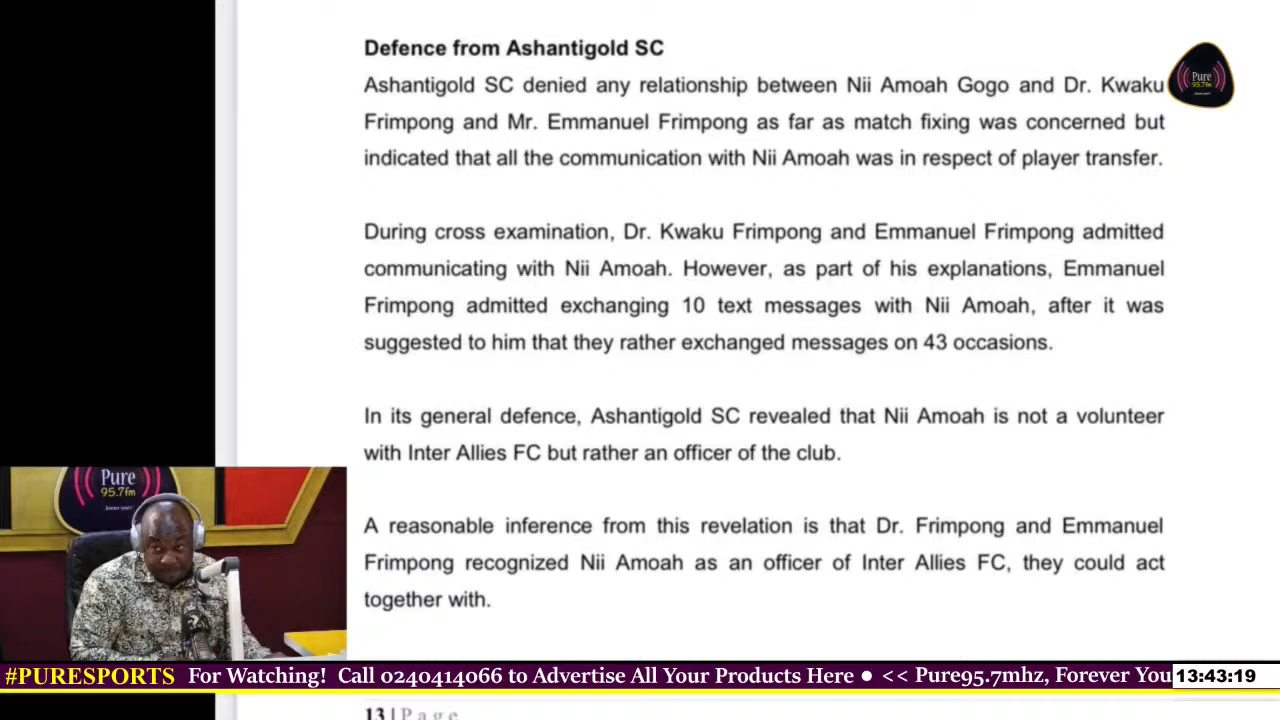 Defence from Ashantigold SC
Ashantigold SC denied any relationship between Nii Amoah Gogo and Dr. Kwaku
Frimpong and Mr. Emmanuel Frimpong as far as match fixing was concerned but
indicated that all the communication with Nii Amoah was in respect of player transfer.
During cross examination, Dr. Kwaku Frimpong and Emmanuel Frimpong admitted
communicating with Nii Amoah. However, as part of his explanations, Emmanuel
Frimpong admitted exchanging 10 text messages with Nii Amoah, after it was
suggested to him that they rather exchanged messages on 43 occasions.
In its general defence, Ashantigold SC revealed that Nii Amoah is not a volunteer
with Inter Allies FC but rather an officer of the club.
A reasonable inference from this revelation is that Dr. Frimpong and Emmanuel
Frimpong recognized Nii Amoah as an officer of Inter Allies FC, they could act
together with.
Pure
95.7fm
Pure
95.7fm
#PURESPORTS For Watching! Call 0240414066 to Advertise All Your Products Here ● << Pure95.7mhz, Forever You
13:43:19
13 | Page